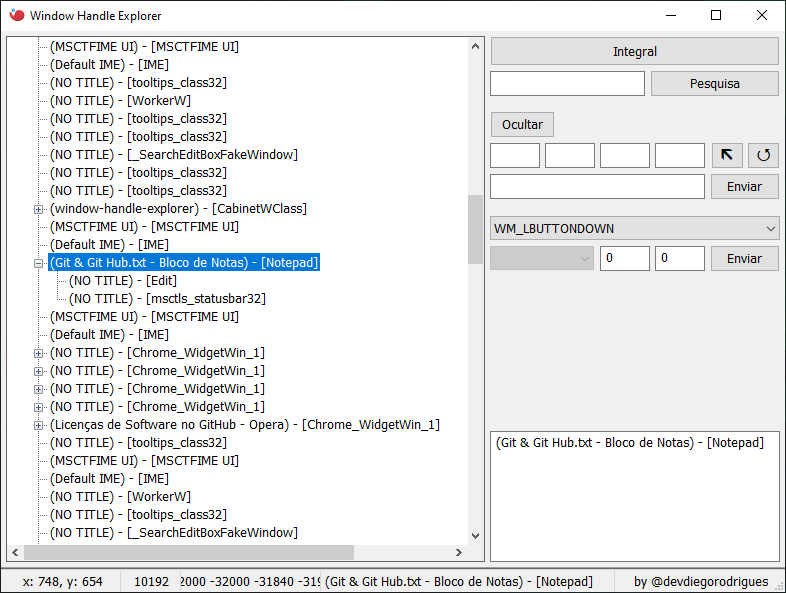 Window Handle Explorer
(MSCTFIME UI) - [MSCTFIME UI]
(Default IME) - [IME]
(NO TITLE) - [tooltips_class32]
(NO TITLE) - [WorkerW]
(NO TITLE) - [tooltips_class32]
(NO TITLE) - [tooltips_class32]
(NO TITLE) - [_SearchEditBoxFakeWindow]
(NO TITLE) - [tooltips_class32]
(NO TITLE) - [tooltips_class32]
(window-handle-explorer) - [CabinetWClass]
(MSCTFIME UI) - [MSCTFIME UI]
(Default IME) - [IME]
(Git & Git Hub.txt - Bloco de Notas) - [Notepad]
(NO TITLE) - [Edit]
(NO TITLE) - [msctls_statusbar32]
(MSCTFIME UI) - [MSCTFIME UI]
(Default IME) - [IME]
(NO TITLE) - [Chrome_WidgetWin_1]
(NO TITLE) - [Chrome_WidgetWin_1]
(NO TITLE) - [Chrome_WidgetWin_1]
(NO TITLE) - [Chrome_WidgetWin_1]
(Licenças de Software no GitHub - Opera) - [Chrome_WidgetWin_1]
(NO TITLE) - [tooltips_class32]
(MSCTFIME UI) - [MSCTFIME UI]
(Default IME) - [IME]
(NO TITLE) - [WorkerW]
(NO TITLE) - [tooltips_class32]
(NO TITLE) - [_SearchEditBoxFakeWindow]
Integral
Pesquisa
Ocultar
Enviar
WM_LBUTTONDOWN
0 0 Enviar
(Git & Git Hub.txt - Bloco de Notas) - [Notepad]
x: 748, y: 654 10192 2000 -32000 -31840 -319 (Git & Git Hub.txt - Bloco de Notas) - [Notepad] by @devdiegorodrigues